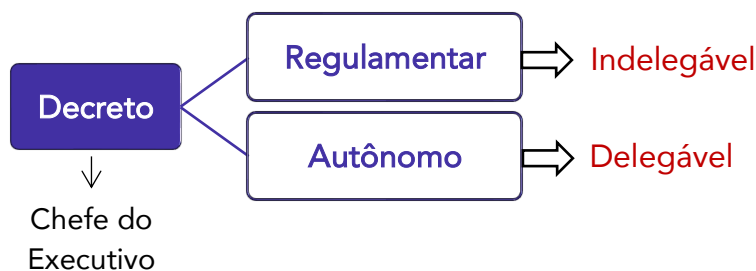 Decreto
Chefe do
Executivo
Regulamentar
Indelegável
Autônomo
Delegável